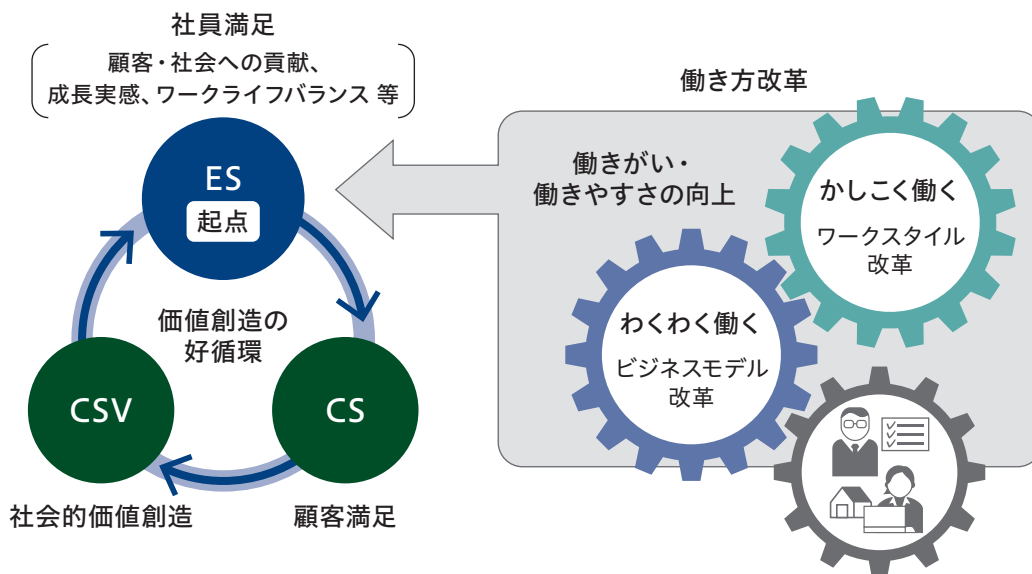 社員満足
顧客・社会への貢献、
成長実感、ワークライフバランス 等
ES
起点
価値創造の
好循環
CSV
CS
社会的価値創造
顧客満足
働き方改革
働きがい・
働きやすさの向上
かしこく働く
ワークスタイル
改革
わくわく働く
ビジネスモデル
改革